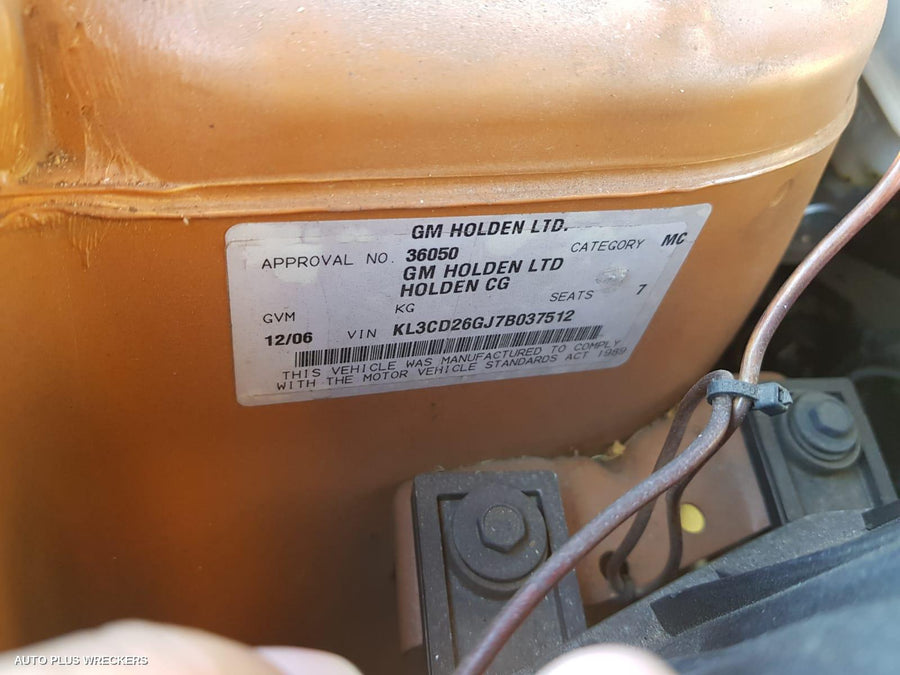 GM HOLDEN LTD.
APPROVAL NO. 36050 CATEGORY MC
GM HOLDEN LTD
HOLDEN CG
GVM KG SEATS 7
12/06 VIN KL3CD26GJ7B037512
THIS VEHICLE WAS MANUFACTURED TO COMPLY
WITH THE MOTOR VEHICLE STANDARDS ACT 1989
AUTO PLUS WRECKERS